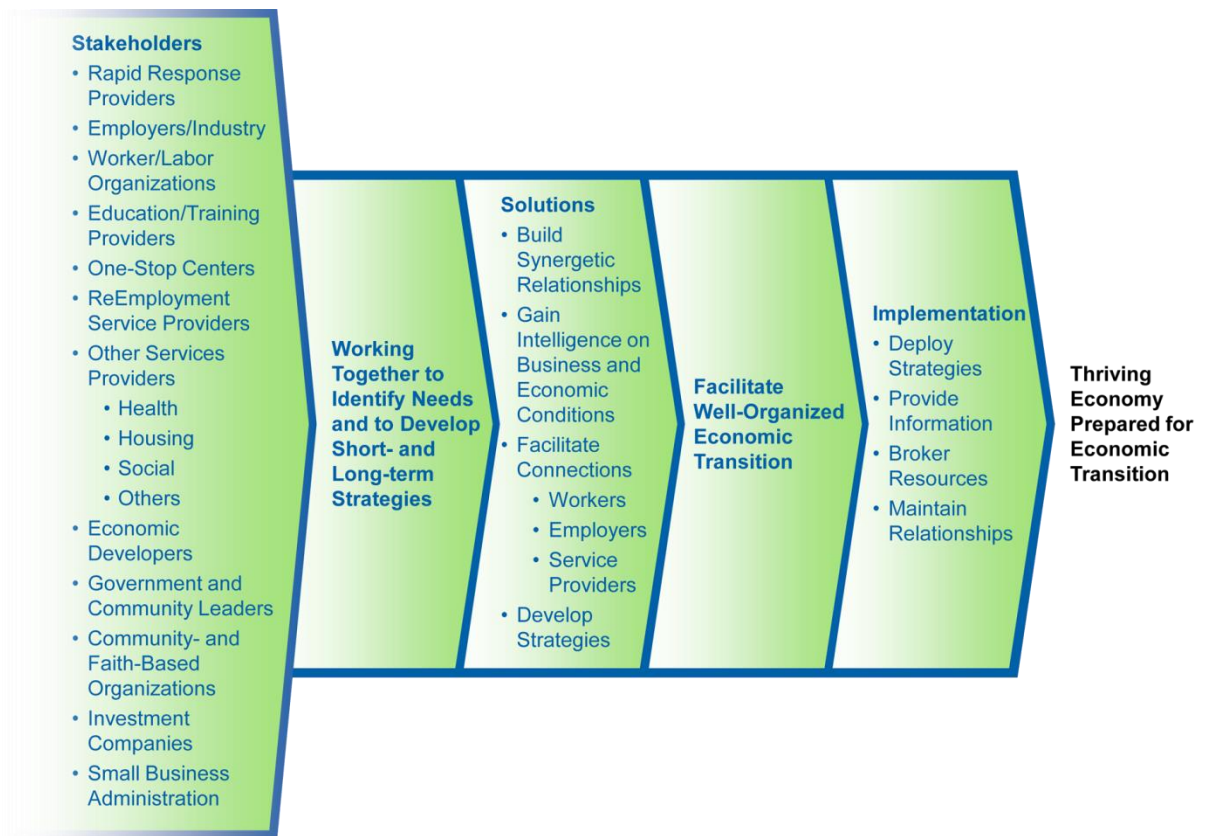 Stakeholders
• Rapid Response
Providers
• Employers/Industry
• Worker/Labor
Organizations
• Education/Training
Providers
• One-Stop Centers
• ReEmployment
Service Providers
• Other Services
Providers
• Health
• Housing
• Social
• Others
• Economic
Developers
• Government and
Community Leaders
• Community- and
Faith-Based
Organizations
• Investment
Companies
• Small Business
Administration
Working
Together to
Identify Needs
and to Develop
Short- and
Long-term
Strategies
Solutions
• Build
Synergetic
Relationships
• Gain
Intelligence on
Business and
Economic
Conditions
• Facilitate
Connections
• Workers
• Employers
• Service
Providers
• Develop
Strategies
Facilitate
Well-Organized
Economic
Transition
Implementation
• Deploy
Strategies
• Provide
Information
• Broker
Resources
• Maintain
Relationships
Thriving
Economy
Prepared for
Economic
Transition